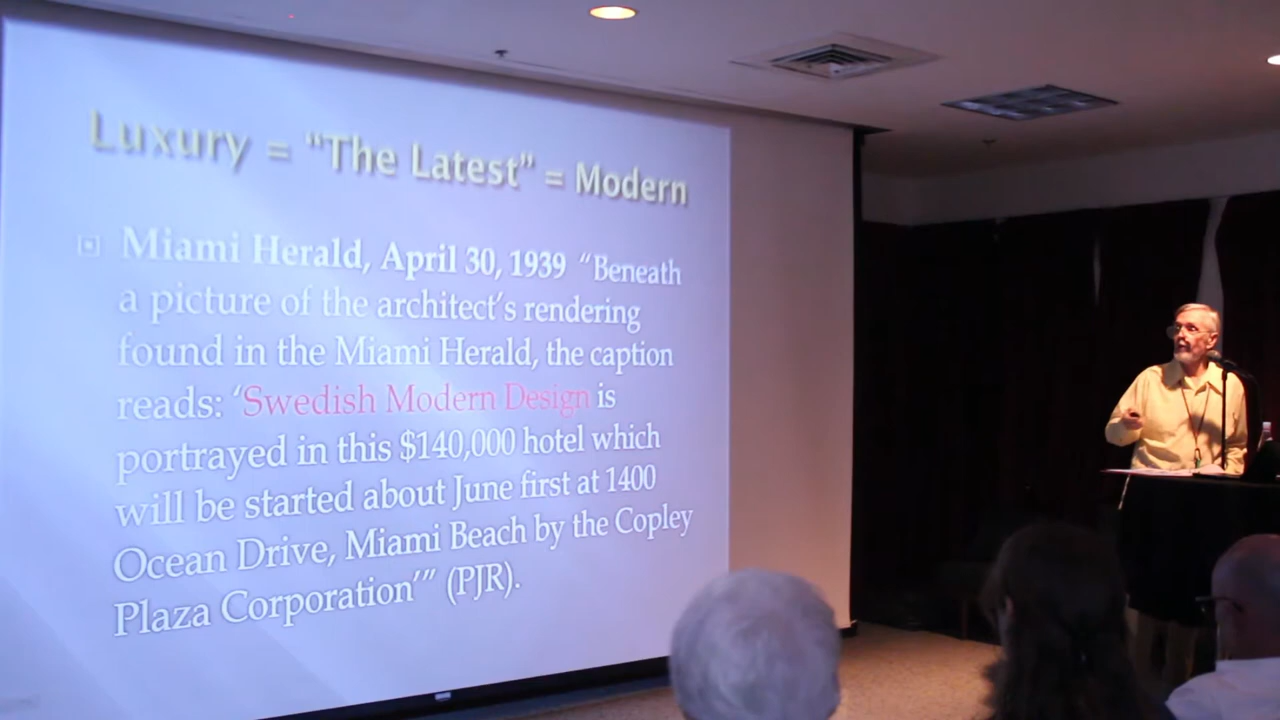 Luxury = "The Latest" = Modern
Miami Herald, April 30, 1939 "Beneath
a picture of the architect's rendering
found in the Miami Herald, the caption
reads: 'Swedish Modern Design is
portrayed in this $140,000 hotel which
will be started about June first at 1400
Ocean Drive, Miami Beach by the Copley
Plaza Corporation'" (PJR).